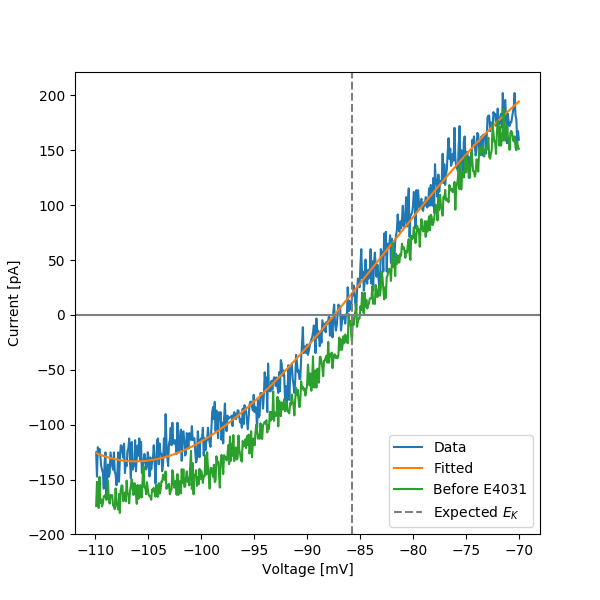 200
150
100
50
0
−50
−100
−150
−200
Current [pA]
Data
Fitted
Before E4031
Expected E_K
−110 −105 −100 −95 −90 −85 −80 −75 −70
Voltage [mV]